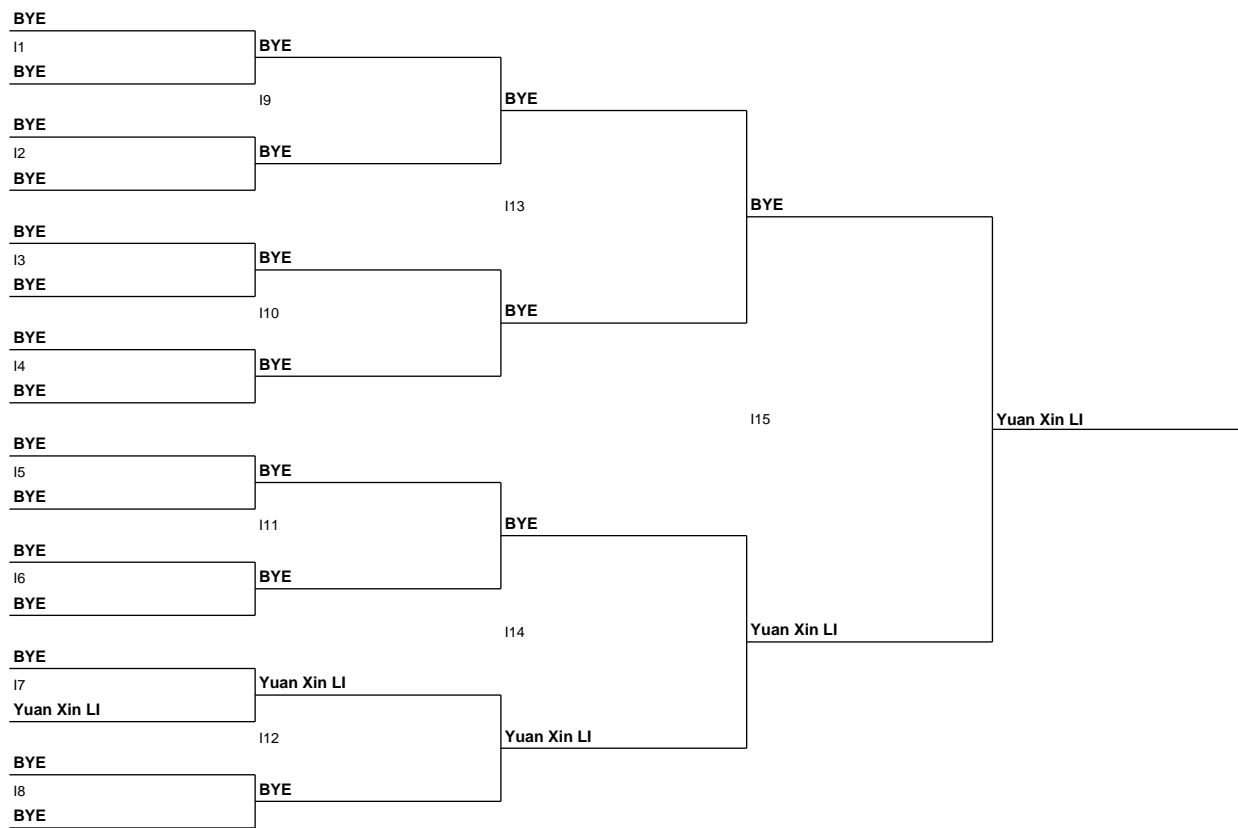 BYE
I1
BYE
BYE
I9
BYE
BYE
I2
BYE
BYE
I13
BYE
BYE
I3
BYE
BYE
I10
BYE
BYE
I4
BYE
BYE
I15
Yuan Xin LI
BYE
I5
BYE
BYE
I11
BYE
BYE
I6
BYE
BYE
I14
Yuan Xin LI
BYE
I7
Yuan Xin LI
Yuan Xin LI
I12
Yuan Xin LI
BYE
I8
BYE
BYE